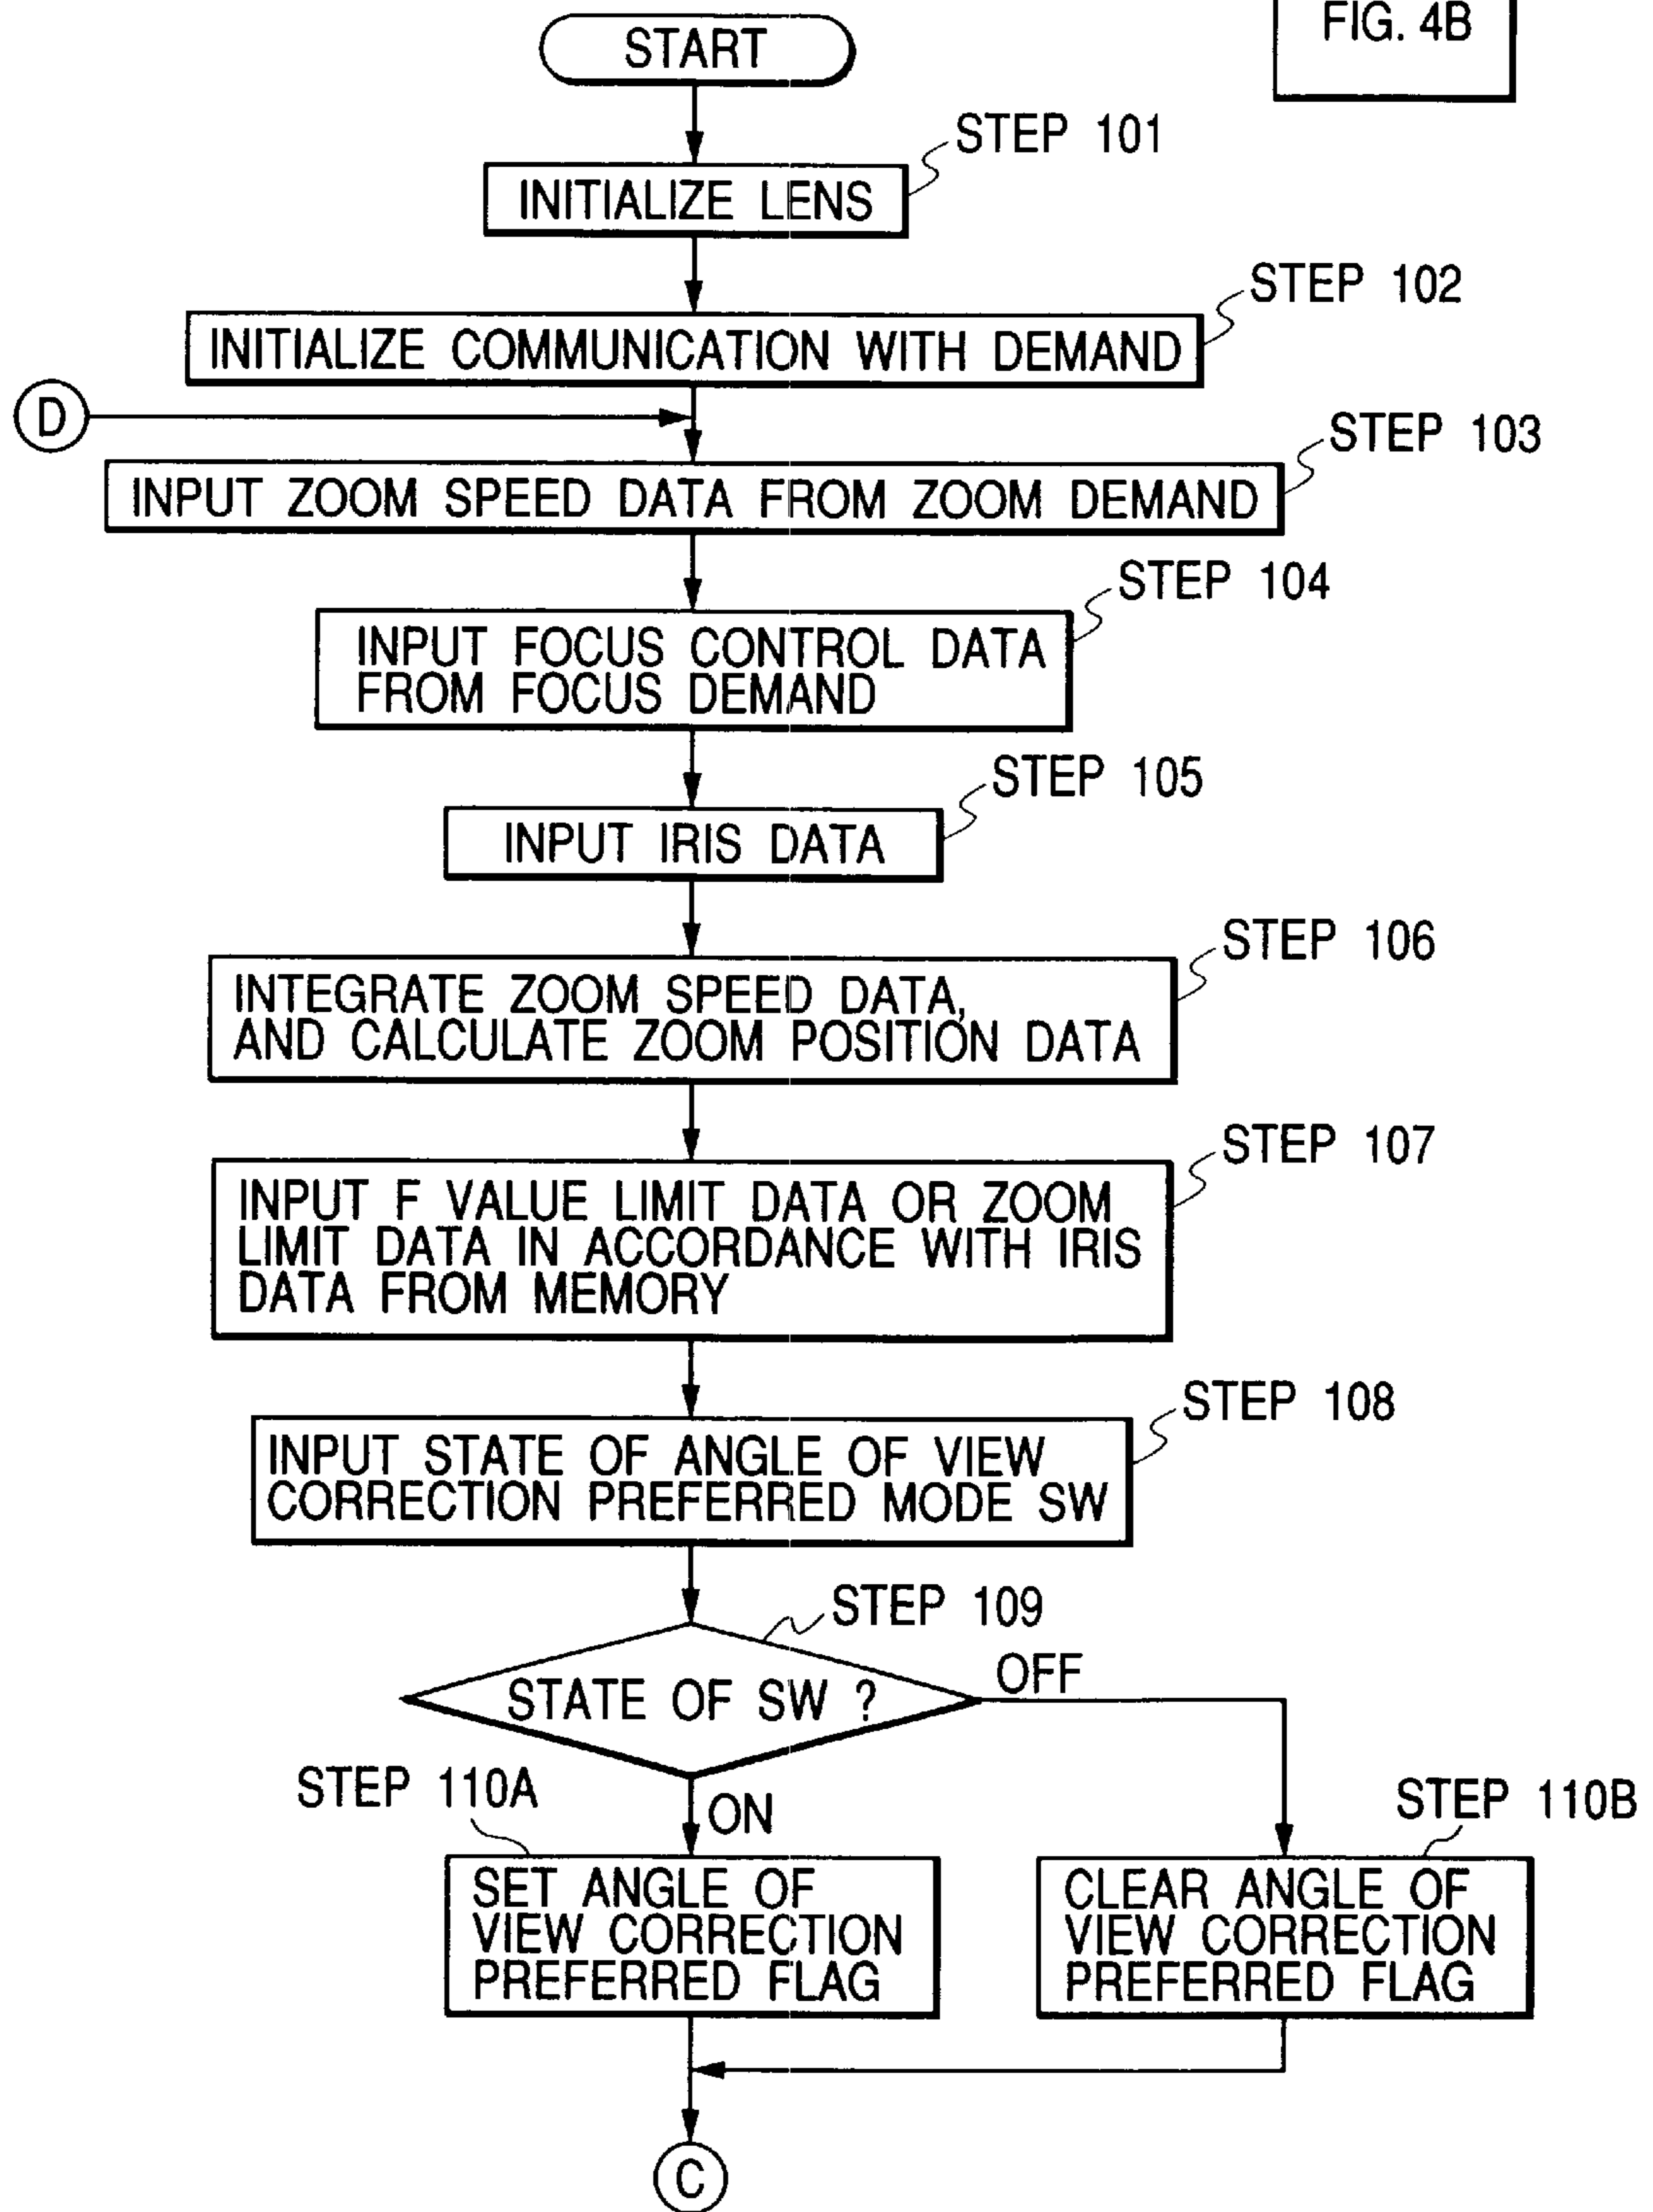 FIG. 4B
START
STEP 101
INITIALIZE LENS
STEP 102
INITIALIZE COMMUNICATION WITH DEMAND
D
STEP 103
INPUT ZOOM SPEED DATA FROM ZOOM DEMAND
STEP 104
INPUT FOCUS CONTROL DATA
FROM FOCUS DEMAND
STEP 105
INPUT IRIS DATA
STEP 106
INTEGRATE ZOOM SPEED DATA,
AND CALCULATE ZOOM POSITION DATA
STEP 107
INPUT F VALUE LIMIT DATA OR ZOOM
LIMIT DATA IN ACCORDANCE WITH IRIS
DATA FROM MEMORY
STEP 108
INPUT STATE OF ANGLE OF VIEW
CORRECTION PREFERRED MODE SW
STEP 109
STATE OF SW ?
OFF
STEP 110A
ON
STEP 110B
SET ANGLE OF
VIEW CORRECTION
PREFERRED FLAG
CLEAR ANGLE OF
VIEW CORRECTION
PREFERRED FLAG
C